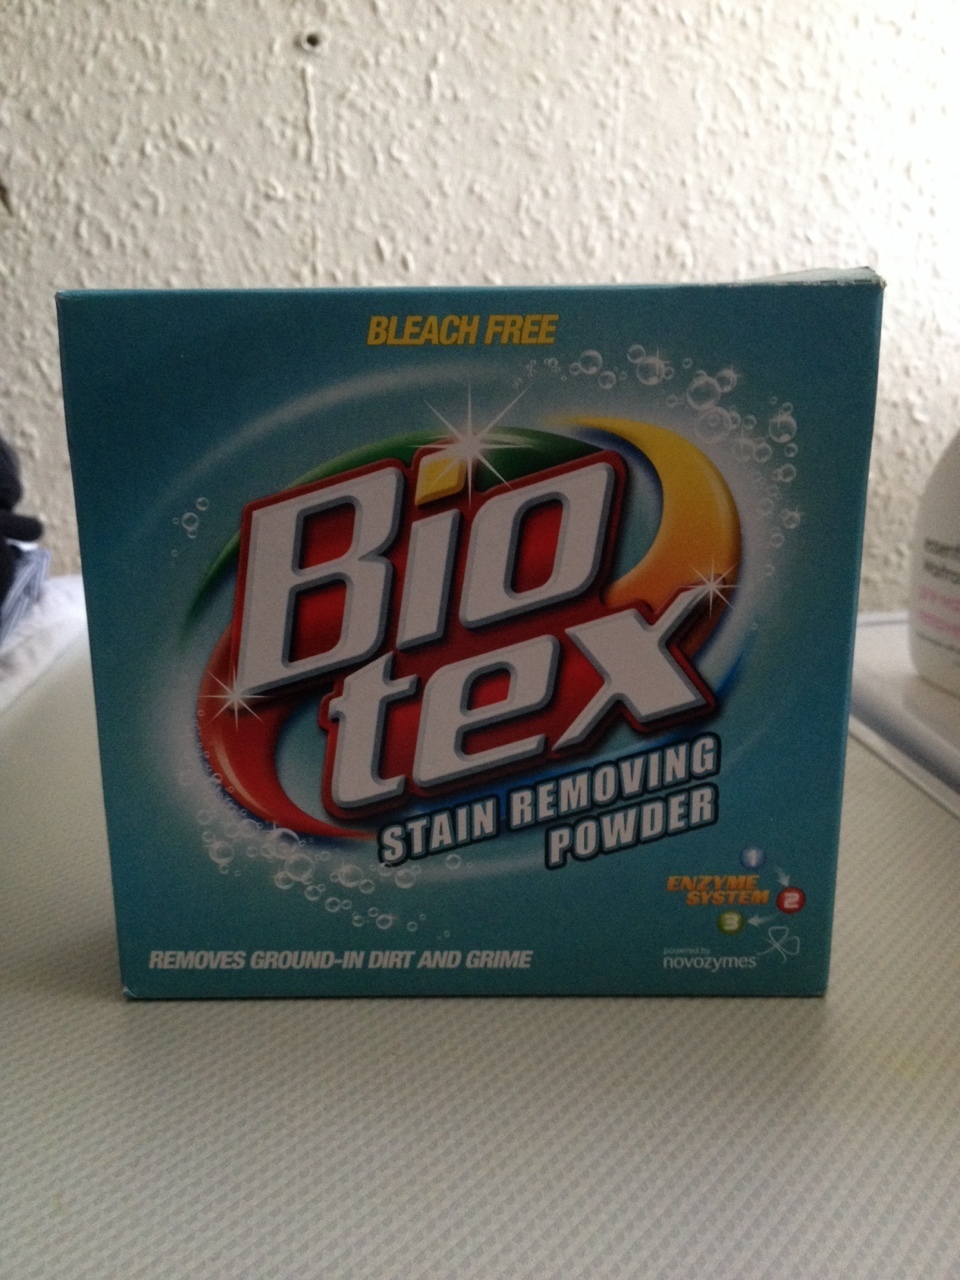 BLEACH FREE
Bio
tex
STAIN REMOVING
POWDER
1
ENZYME
SYSTEM
2
3
REMOVES GROUND-IN DIRT AND GRIME
powered by
novozymes